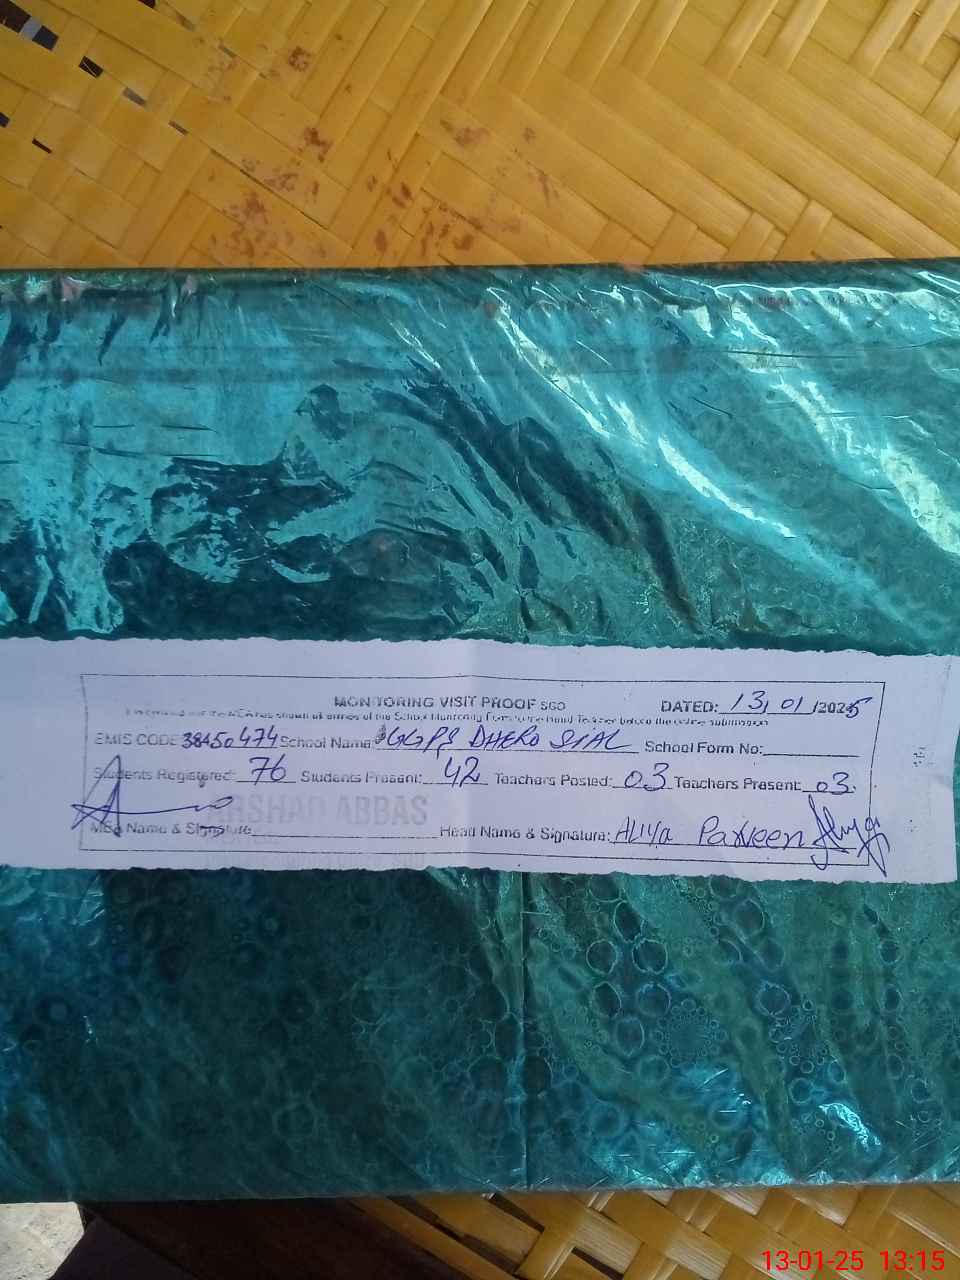 MONITORING VISIT PROOF SGO
DATED: 13, 01 /2025
EMIS CODE 38450474 School Name: GGPS DHERO SIAL School Form No:
Students Registered: 76 Students Present: 42 Teachers Posted: 03 Teachers Present: 03
ARSHAD ABBAS
MEA Name & Signature Head Name & Signature: Aliya Parveen
13-01-25 13:15